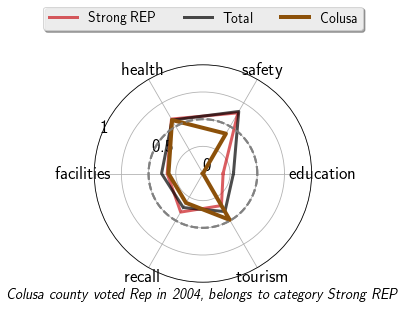 Strong REP Total Colusa
health safety
1
0.5
0
facilities education
recall tourism
Colusa county voted Rep in 2004, belongs to category Strong REP